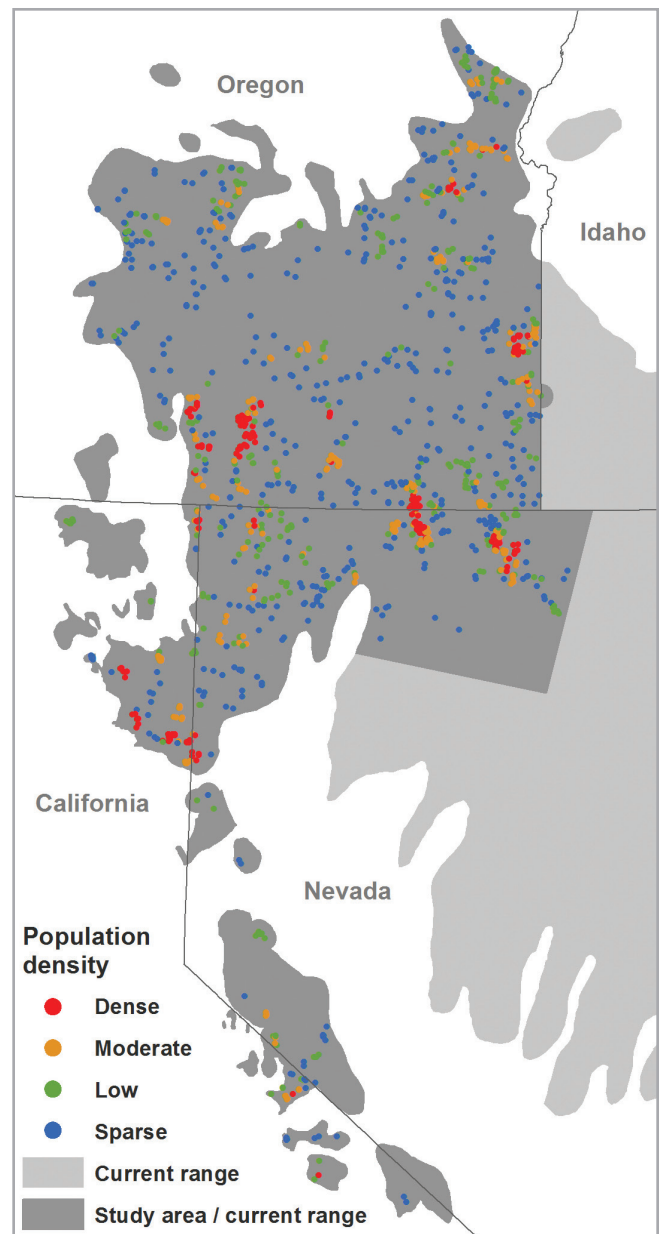 Oregon
Idaho
California
Nevada
Population
density
Dense
Moderate
Low
Sparse
Current range
Study area / current range